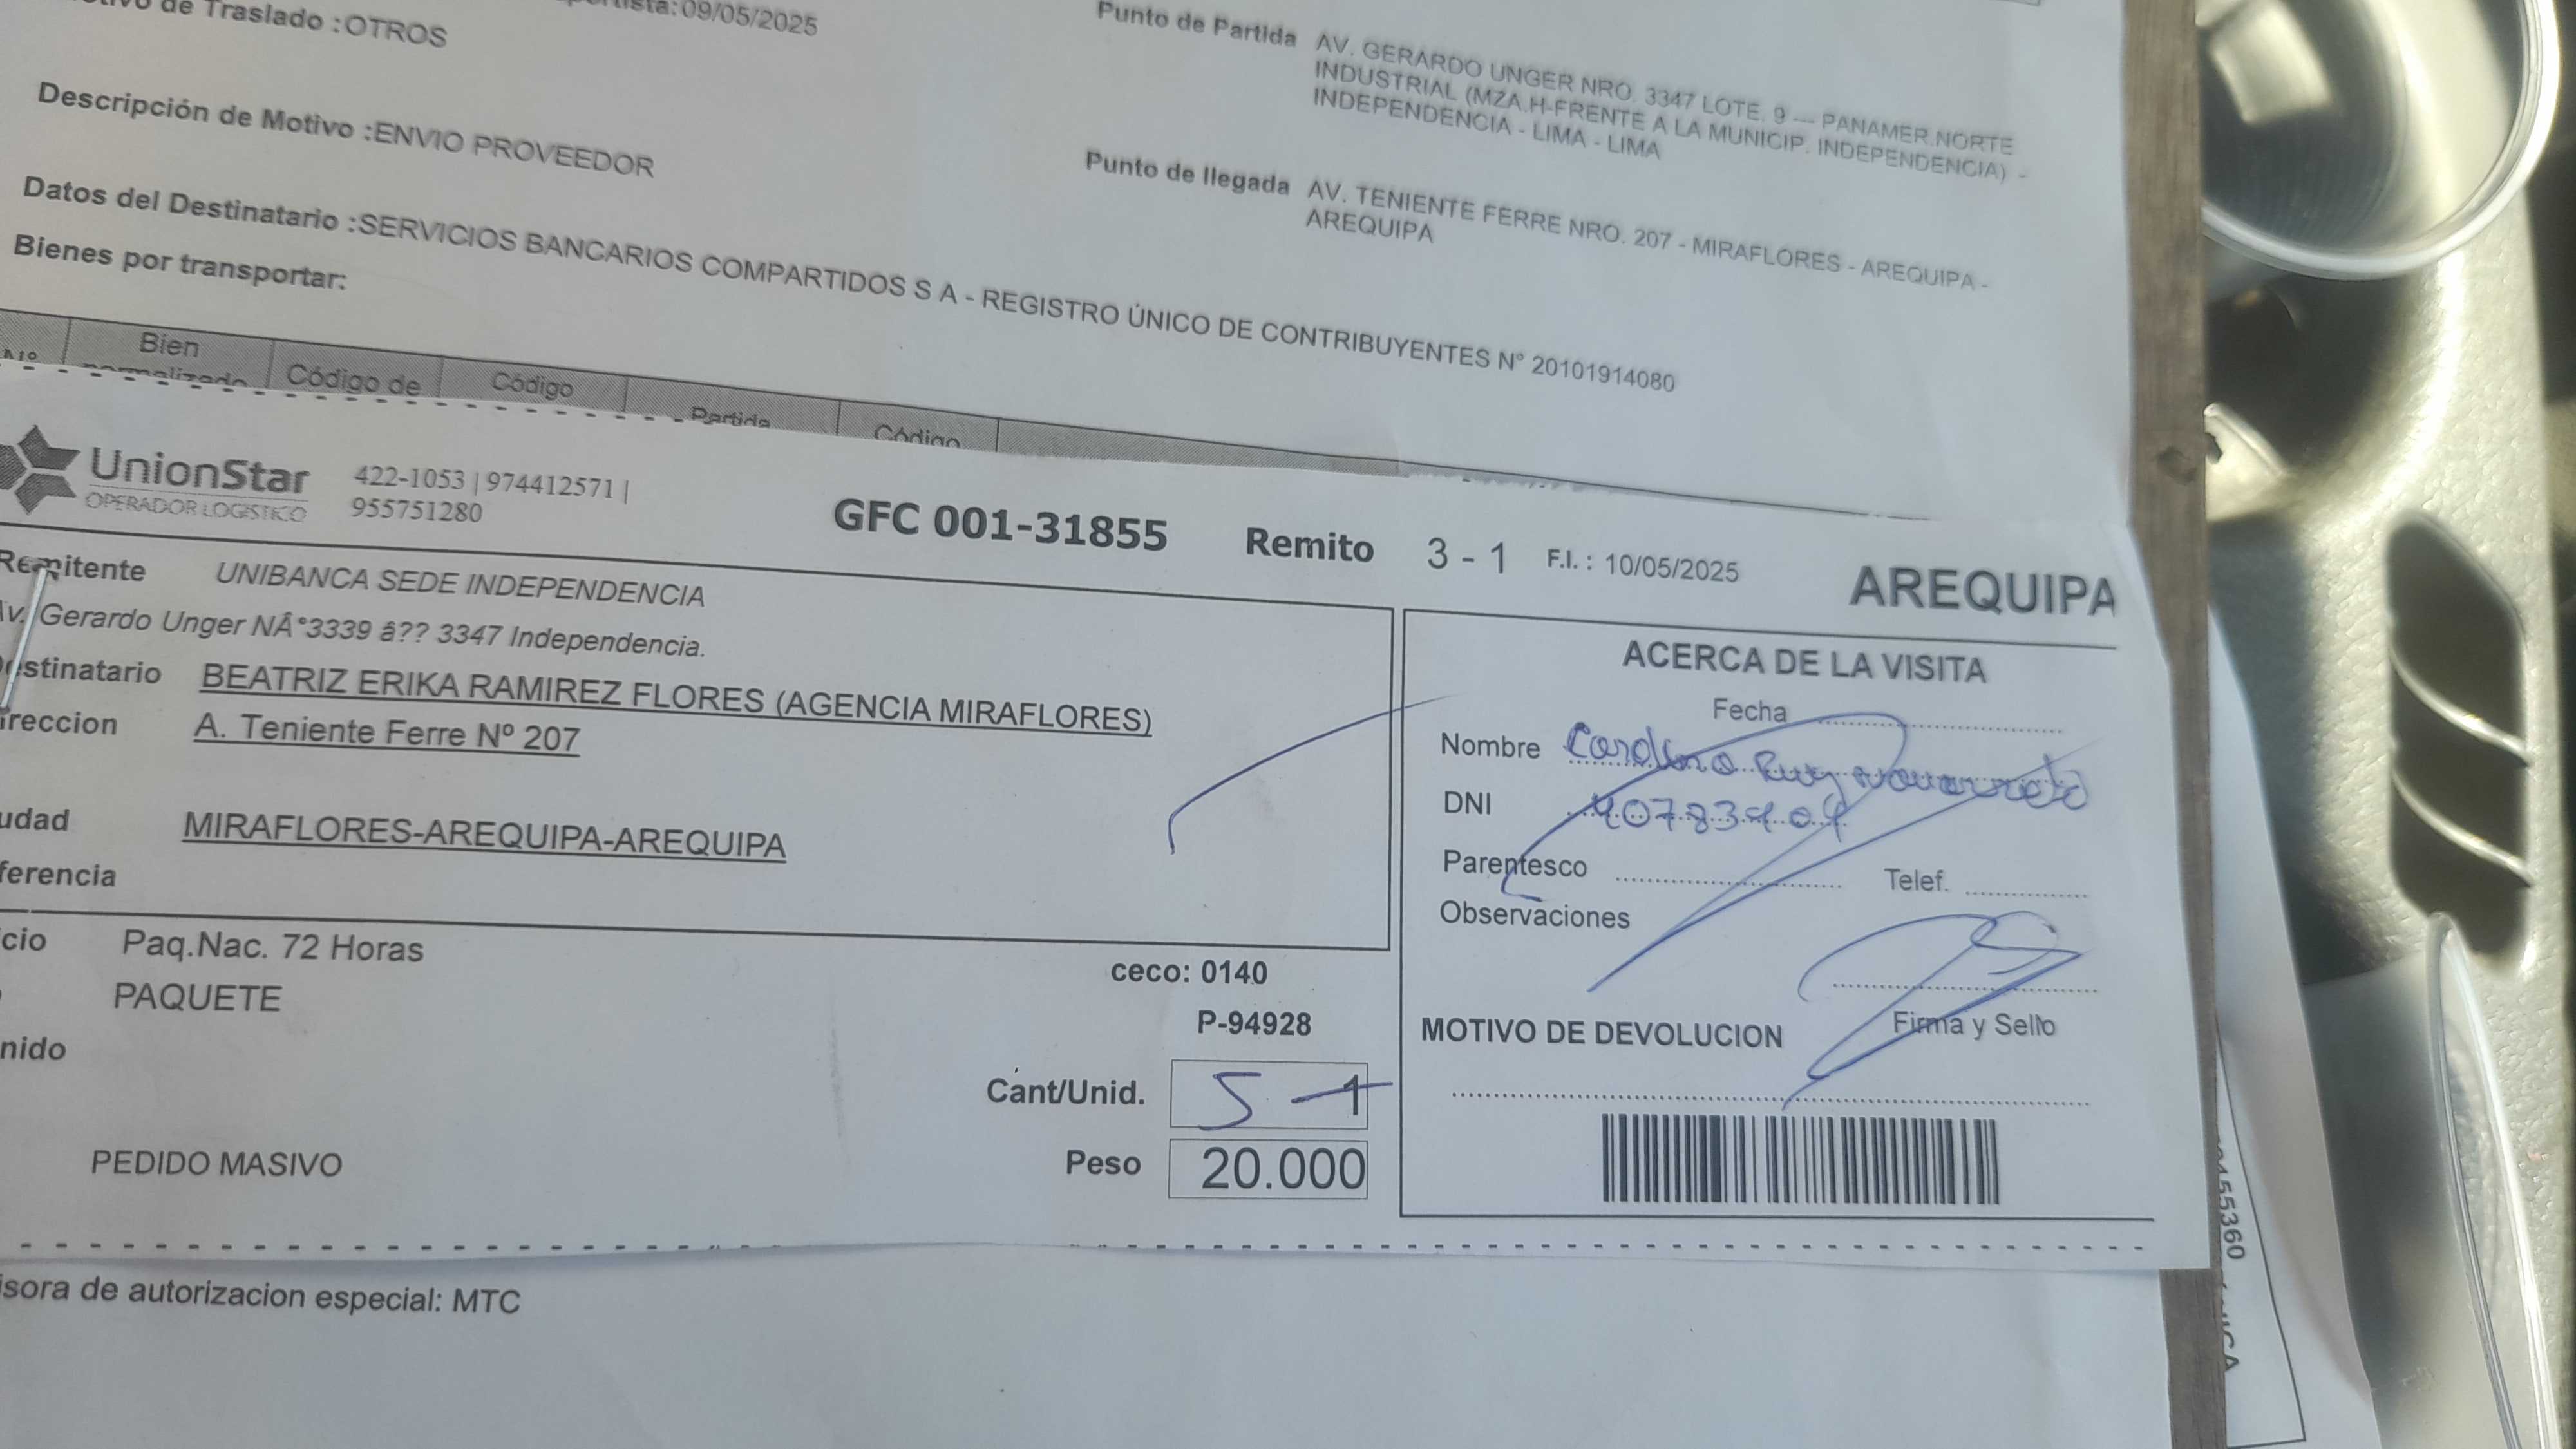 de Traslado :OTROS
09/05/2025
Descripción de Motivo :ENVIO PROVEEDOR
Datos del Destinatario :SERVICIOS BANCARIOS COMPARTIDOS S A - REGISTRO ÚNICO DE CONTRIBUYENTES N° 20101914080
Bienes por transportar:
Punto de Partida AV. GERARDO UNGER NRO. 3347 LOTE. 9 — PANAMER.NORTE
INDUSTRIAL (MZA.H-FRENTE A LA MUNICIP. INDEPENDENCIA) -
INDEPENDENCIA - LIMA - LIMA
Punto de llegada AV. TENIENTE FERRE NRO. 207 - MIRAFLORES - AREQUIPA -
AREQUIPA
Nº Bien normalizado Código de Código Partida Código
UnionStar
OPERADOR LOGISTICO
422-1053 | 974412571 |
955751280
GFC 001-31855 Remito 3 - 1 F.I. : 10/05/2025 AREQUIPA
Remitente UNIBANCA SEDE INDEPENDENCIA
Av. Gerardo Unger NÂ°3339 â?? 3347 Independencia.
estinatario BEATRIZ ERIKA RAMIREZ FLORES (AGENCIA MIRAFLORES)
ireccion A. Teniente Ferre Nº 207
udad MIRAFLORES-AREQUIPA-AREQUIPA
ferencia
cio Paq.Nac. 72 Horas
PAQUETE
nido
ceco: 0140
P-94928
Cant/Unid. 5 1
Peso 20.000
PEDIDO MASIVO
ACERCA DE LA VISITA
Fecha
Nombre
DNI
Parentesco Telef.
Observaciones
Firma y Sello
MOTIVO DE DEVOLUCION
isora de autorizacion especial: MTC